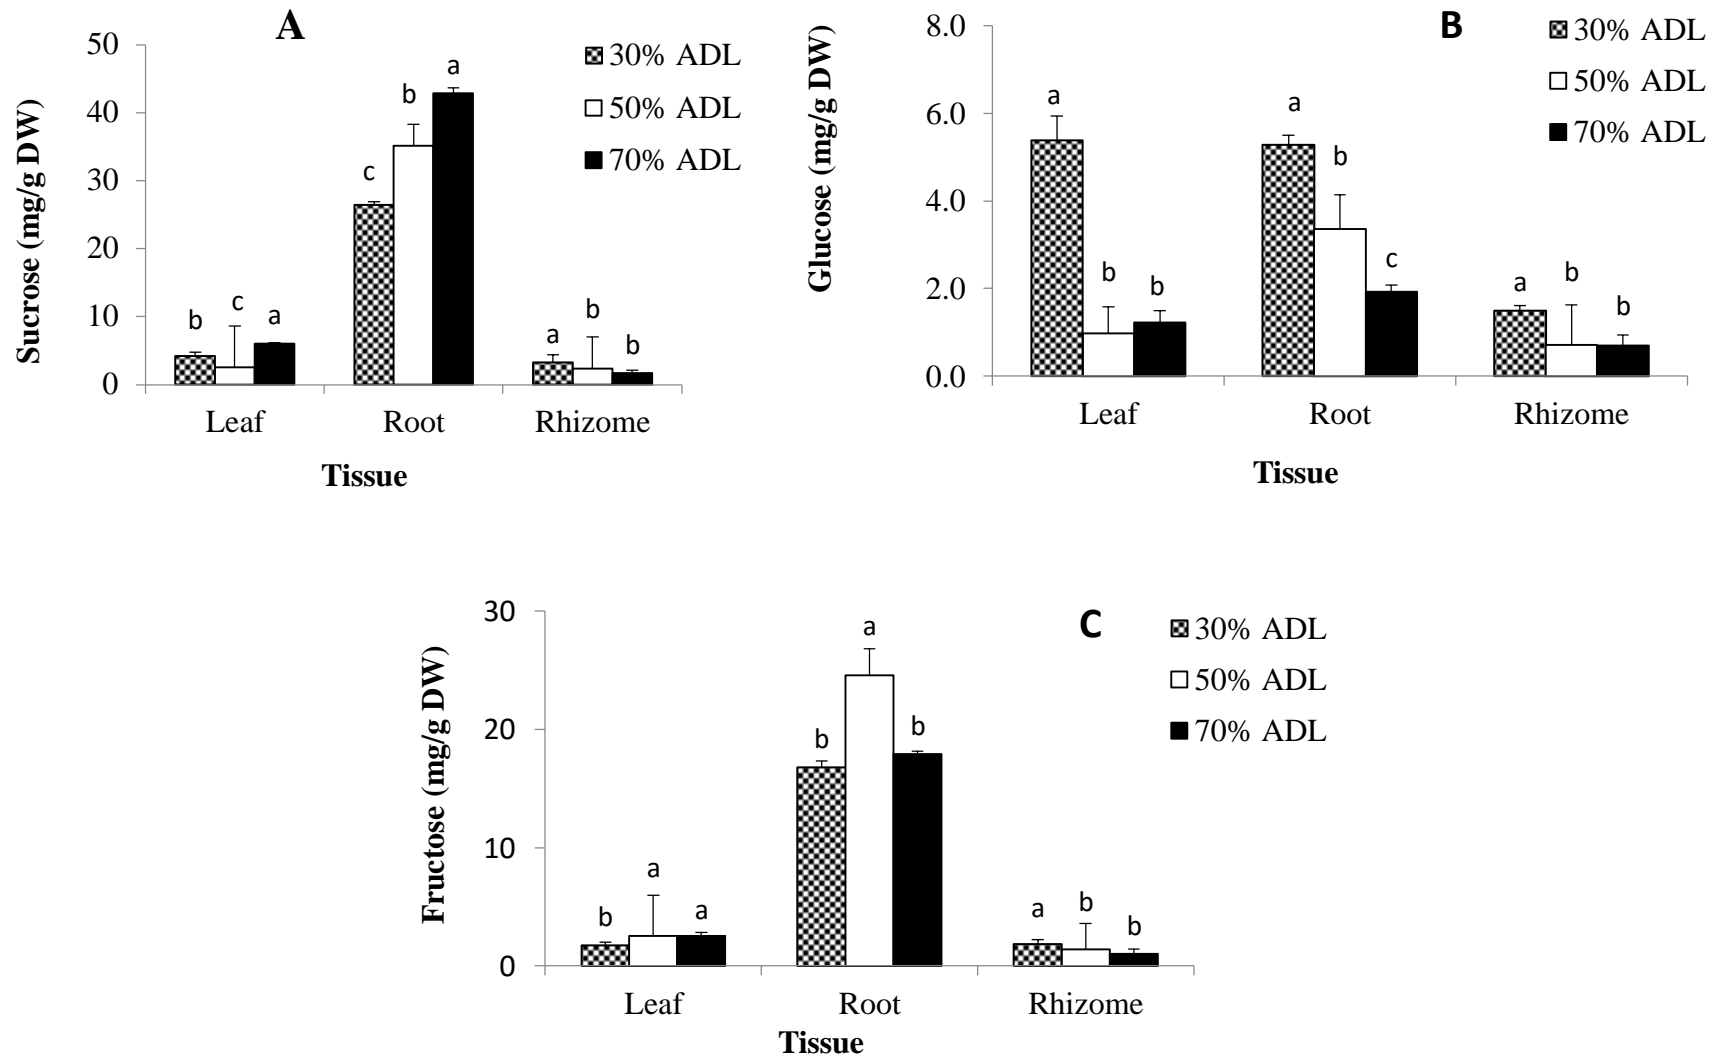 A
Sucrose (mg/g DW)
50
40
30
20
10
0
b c a
c b a
a b b
Leaf Root Rhizome
Tissue
30% ADL
50% ADL
70% ADL
B
Glucose (mg/g DW)
8.0
6.0
4.0
2.0
0.0
a b b
a b c
a b b
Leaf Root Rhizome
Tissue
30% ADL
50% ADL
70% ADL
C
Fructose (mg/g DW)
30
20
10
0
b a a
b a b
a b b
Leaf Root Rhizome
Tissue
30% ADL
50% ADL
70% ADL